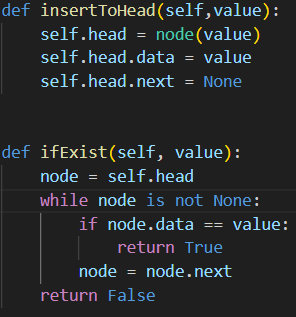 def insertToHead(self,value):
    self.head = node(value)
    self.head.data = value
    self.head.next = None
def ifExist(self, value):
    node = self.head
    while node is not None:
        if node.data == value:
            return True
        node = node.next
    return False